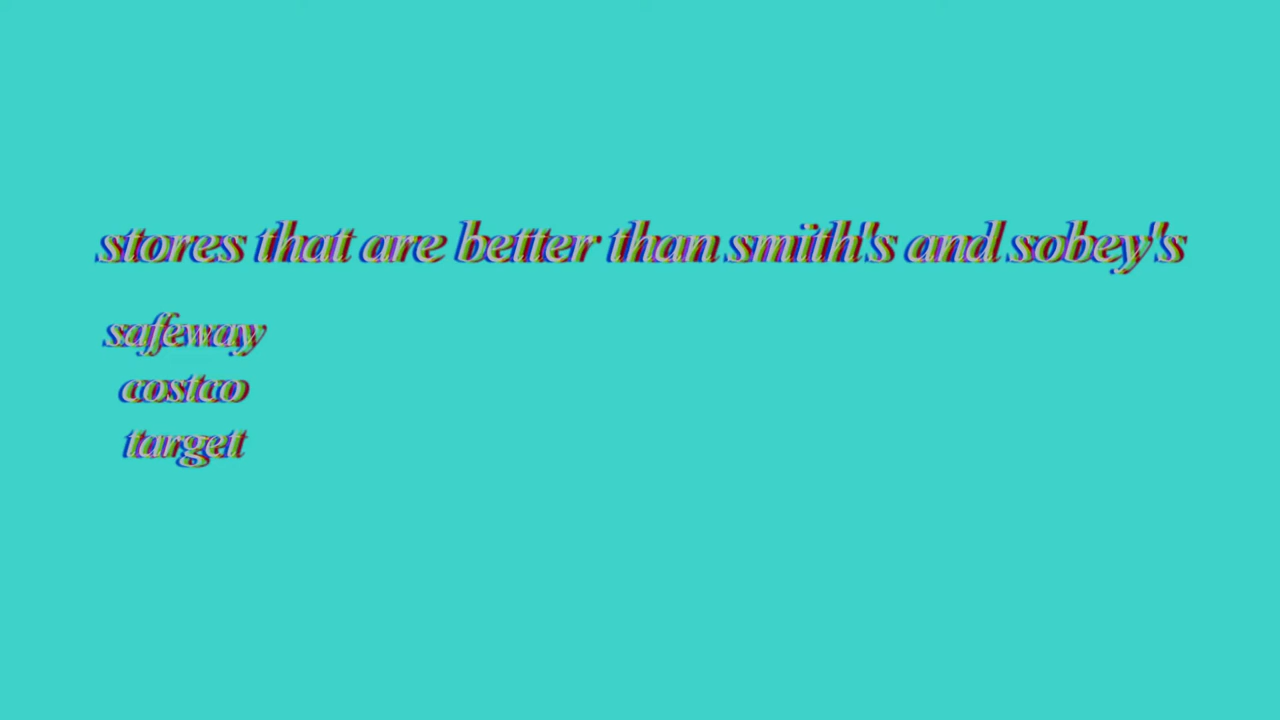 stores that are better than smith's and sobey's
safeway
costco
target